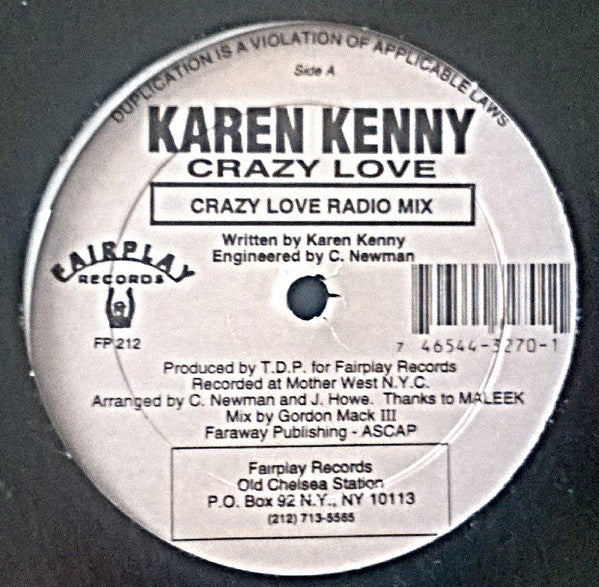 DUPLICATION IS A VIOLATION OF APPLICABLE LAWS
Side A
KAREN KENNY
CRAZY LOVE
CRAZY LOVE RADIO MIX
Written by Karen Kenny
Engineered by C. Newman
FAIRPLAY
RECORDS
FP 212
7 46544-3270-1
Produced by T.D.P. for Fairplay Records
Recorded at Mother West N.Y.C.
Arranged by C. Newman and J. Howe. Thanks to MALEEK
Mix by Gordon Mack III
Faraway Publishing - ASCAP
Fairplay Records
Old Chelsea Station
P.O. Box 92 N.Y., NY 10113
(212) 713-5565